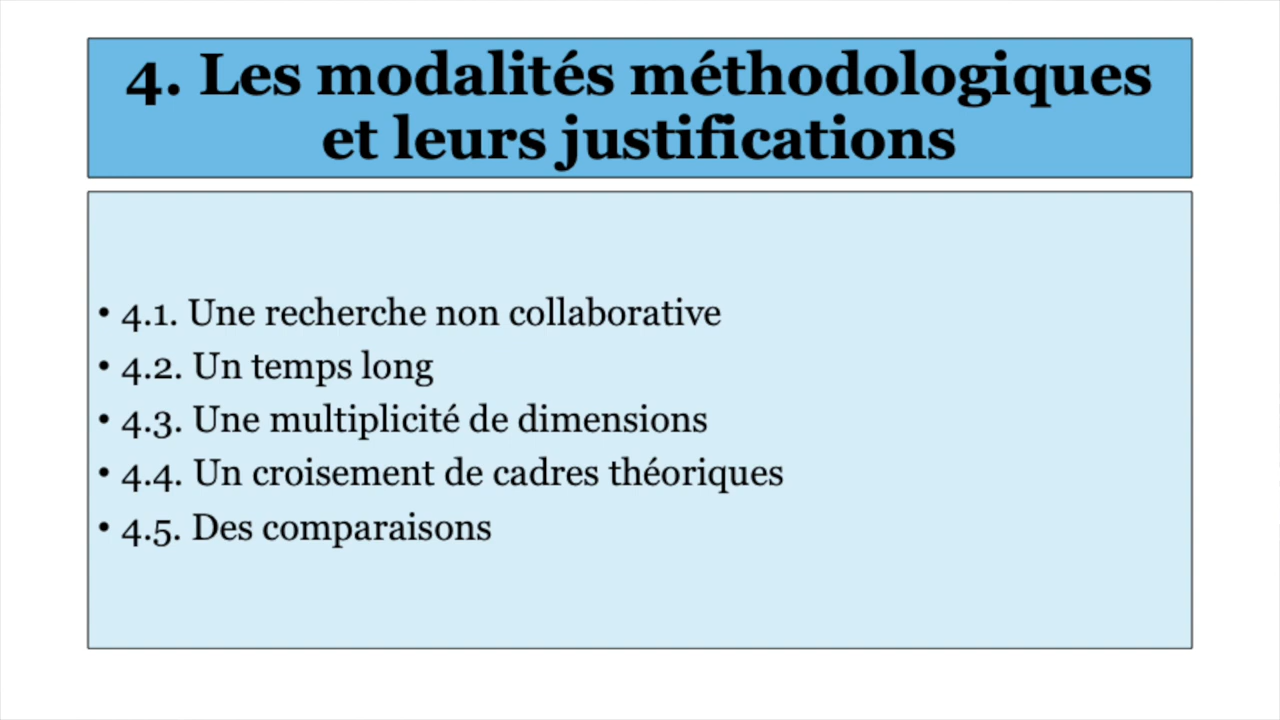 4. Les modalités méthodologiques
et leurs justifications
• 4.1. Une recherche non collaborative
• 4.2. Un temps long
• 4.3. Une multiplicité de dimensions
• 4.4. Un croisement de cadres théoriques
• 4.5. Des comparaisons